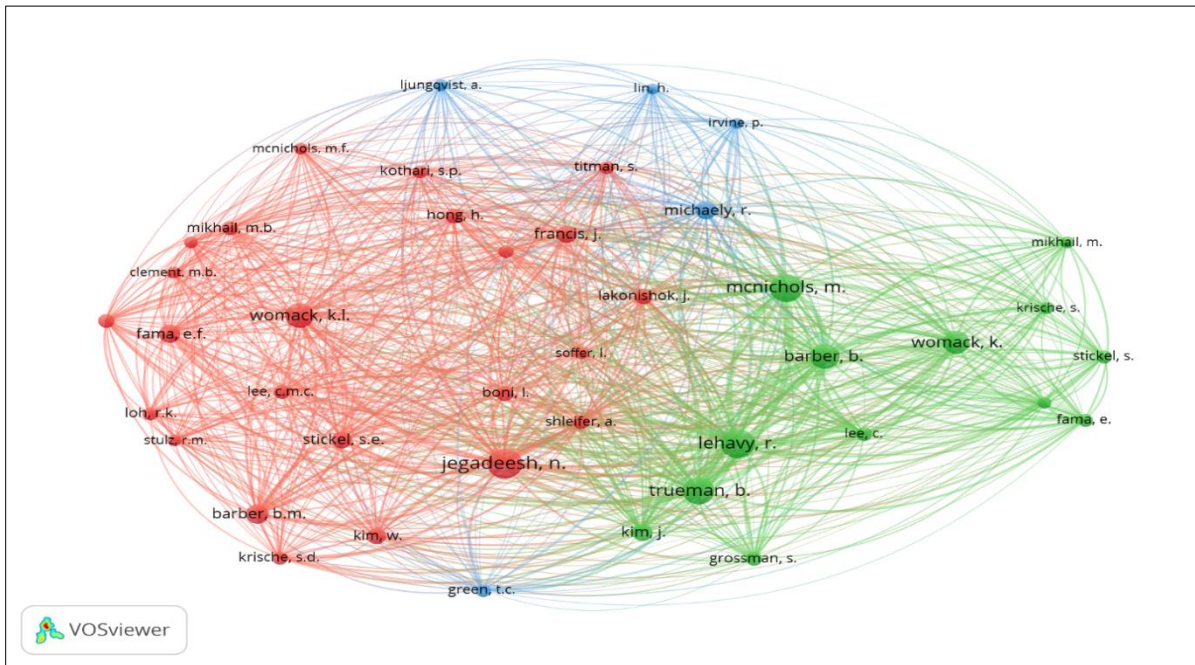 ljungqvist, a.
lin, h.
irvine, p.
mcnichols, m.f.
titman, s.
kothari, s.p.
michaely, r.
hong, h.
mikhail, m.b.
francis, j.
mikhail, m.
clement, m.b.
mcnichols, m.
lakonishok, j.
krische, s.
womack, k.l.
fama, e.f.
womack, k.
soffer, l.
barber, b.
stickel, s.
lee, c.m.c.
boni, l.
loh, r.k.
shleifer, a.
fama, e.
stulz, r.m.
stickel, s.e.
lee, c.
lehavy, r.
jegadeesh, n.
trueman, b.
barber, b.m.
kim, w.
kim, j.
krische, s.d.
grossman, s.
green, t.c.
VOSviewer